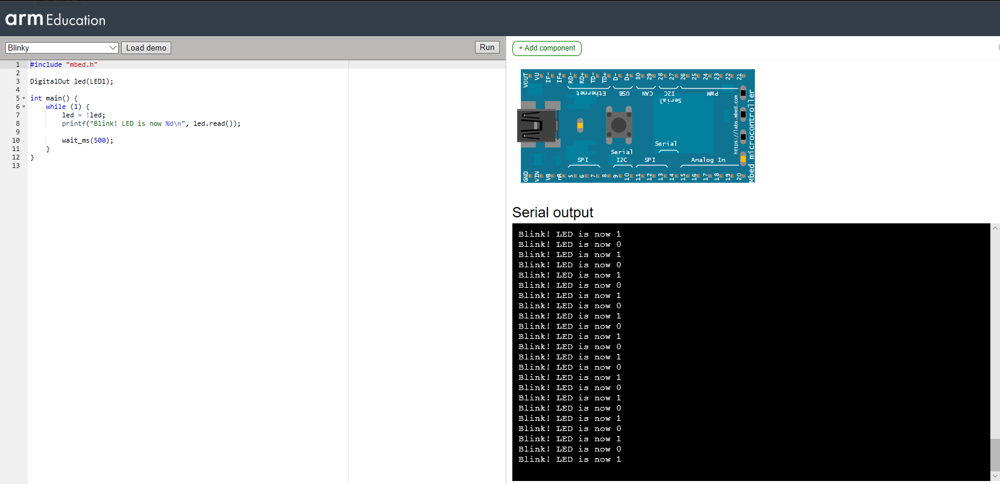 arm Education
Blinky
Load demo
Run
+ Add component
1 #include "mbed.h"
2
3 DigitalOut led(LED1);
4
5 int main() {
6 while (1) {
7 led = !led;
8 printf("Blink! LED is now %d\n", led.read());
9
10 wait_ms(500);
11 }
12 }
13
VOUT VU IF- IF+ RD- RD+ TD- TD+ D- D+ 30 29 28 27 26 25 24 23 22 21
Ethernet USB CAN I2C PWM
Serial
https://labs.mbed.com
Mbed microcontroller
Serial
Serial
SPI I2C SPI Analog In
GND VIN VB nR 5 6 7 8 9 10 11 12 13 14 15 16 17 18 19 20
Serial output
Blink! LED is now 1
Blink! LED is now 0
Blink! LED is now 1
Blink! LED is now 0
Blink! LED is now 1
Blink! LED is now 0
Blink! LED is now 1
Blink! LED is now 0
Blink! LED is now 1
Blink! LED is now 0
Blink! LED is now 1
Blink! LED is now 0
Blink! LED is now 1
Blink! LED is now 0
Blink! LED is now 1
Blink! LED is now 0
Blink! LED is now 1
Blink! LED is now 0
Blink! LED is now 1
Blink! LED is now 0
Blink! LED is now 1
Blink! LED is now 0
Blink! LED is now 1